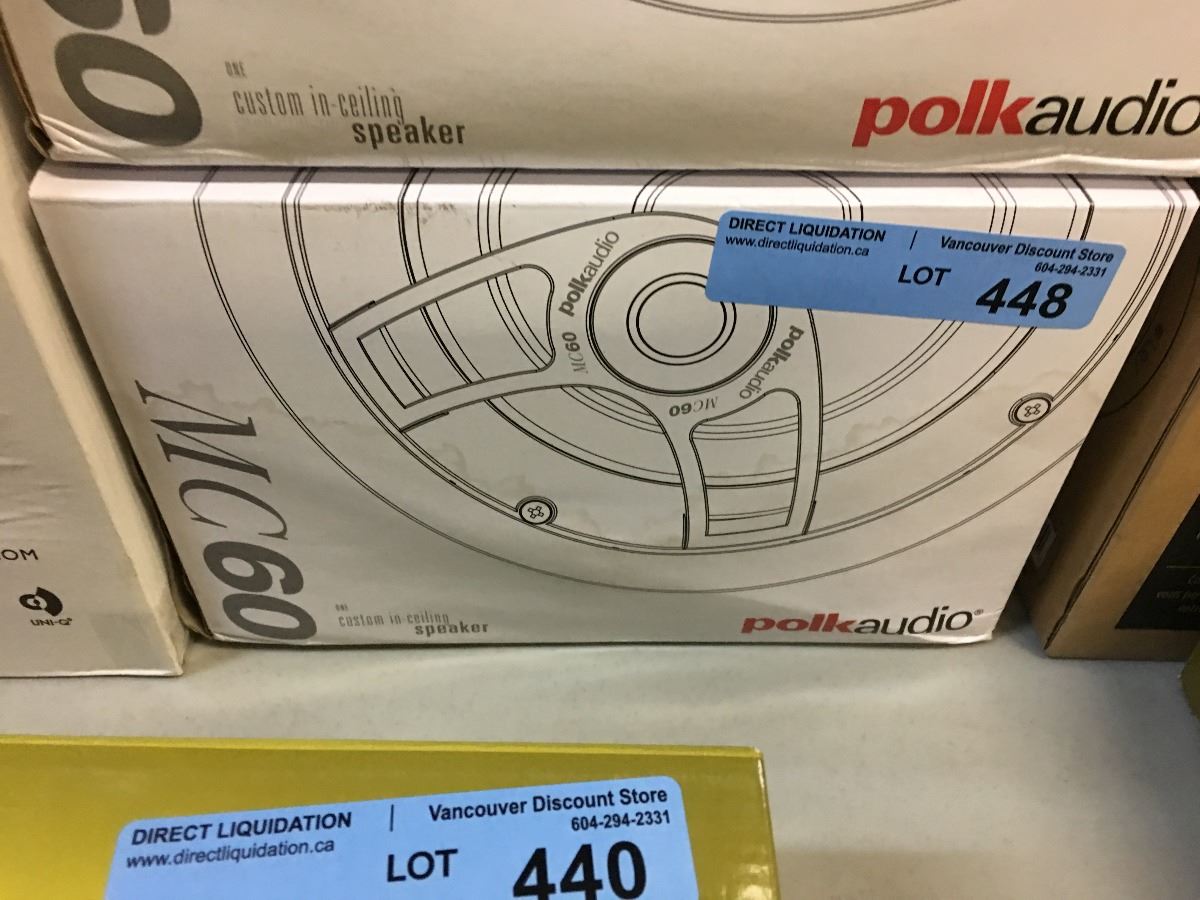 60
ONE
custom in-ceiling
speaker
polkaudio
DIRECT LIQUIDATION | Vancouver Discount Store
www.directliquidation.ca
604-294-2331
LOT 448
polkaudio
MC60
polkaudio
MC60
MC60
ONE
custom in-ceiling
speaker
polkaudio®
OM
UNI-Q®
DIRECT LIQUIDATION | Vancouver Discount Store
www.directliquidation.ca
604-294-2331
LOT 440